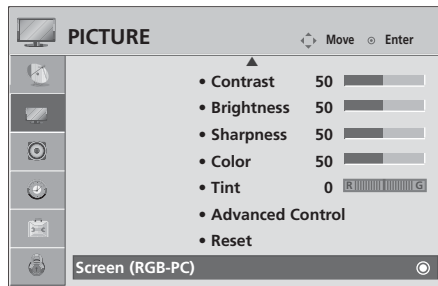 PICTURE Move Enter
• Contrast 50
• Brightness 50
• Sharpness 50
• Color 50
• Tint 0 R G
• Advanced Control
• Reset
Screen (RGB-PC)